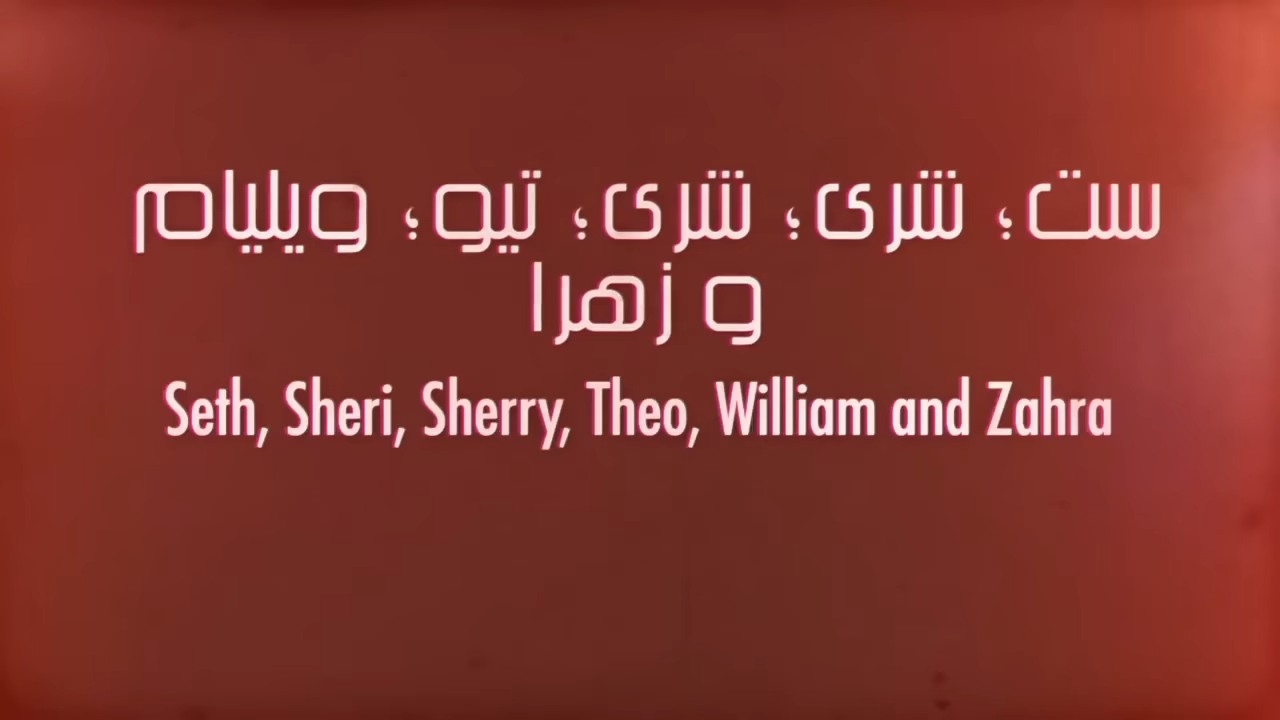 ست؛ شری؛ شری؛ تیو؛ ویلیام
و زهرا
Seth, Sheri, Sherry, Theo, William and Zahra